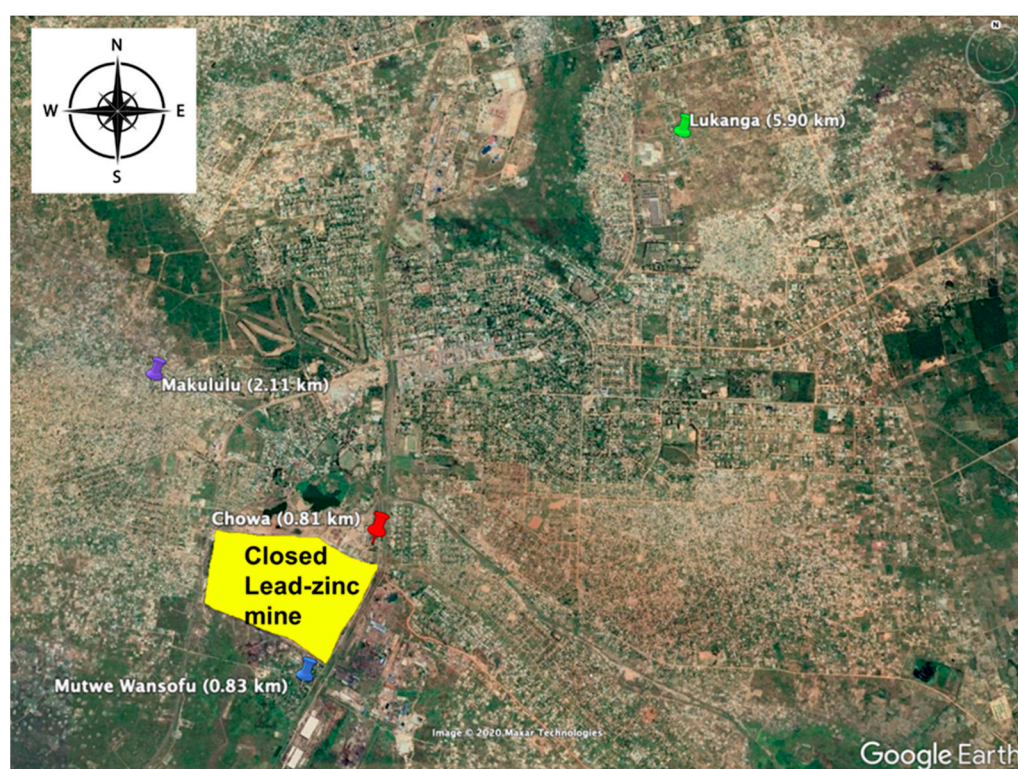 N
W E
S
N
Lukanga (5.90 km)
Makululu (2.11 km)
Chowa (0.81 km)
Closed
Lead-zinc
mine
Mutwe Wansofu (0.83 km)
Image © 2020 Maxar Technologies
Google Earth